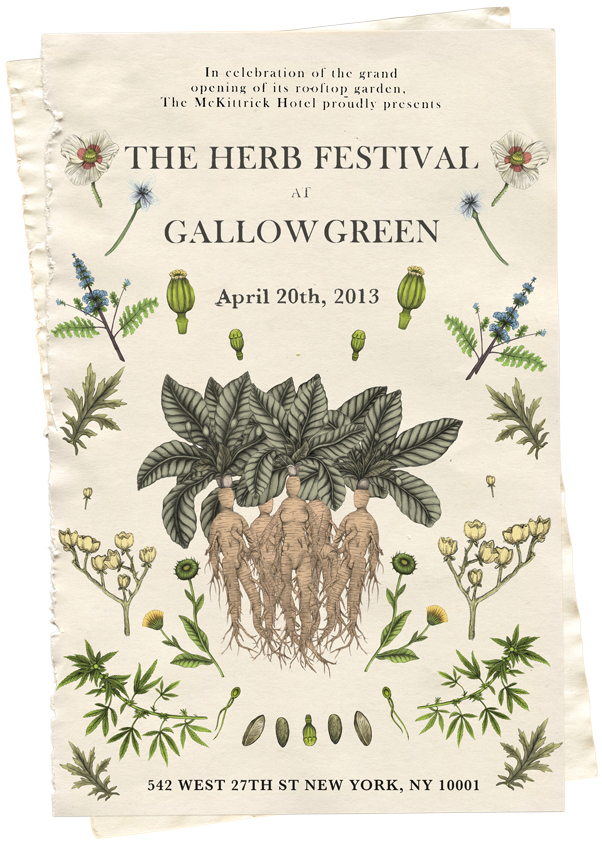 In celebration of the grand
opening of its rooftop garden,
The McKittrick Hotel proudly presents
THE HERB FESTIVAL
AT
GALLOW GREEN
April 20th, 2013
542 WEST 27TH ST NEW YORK, NY 10001